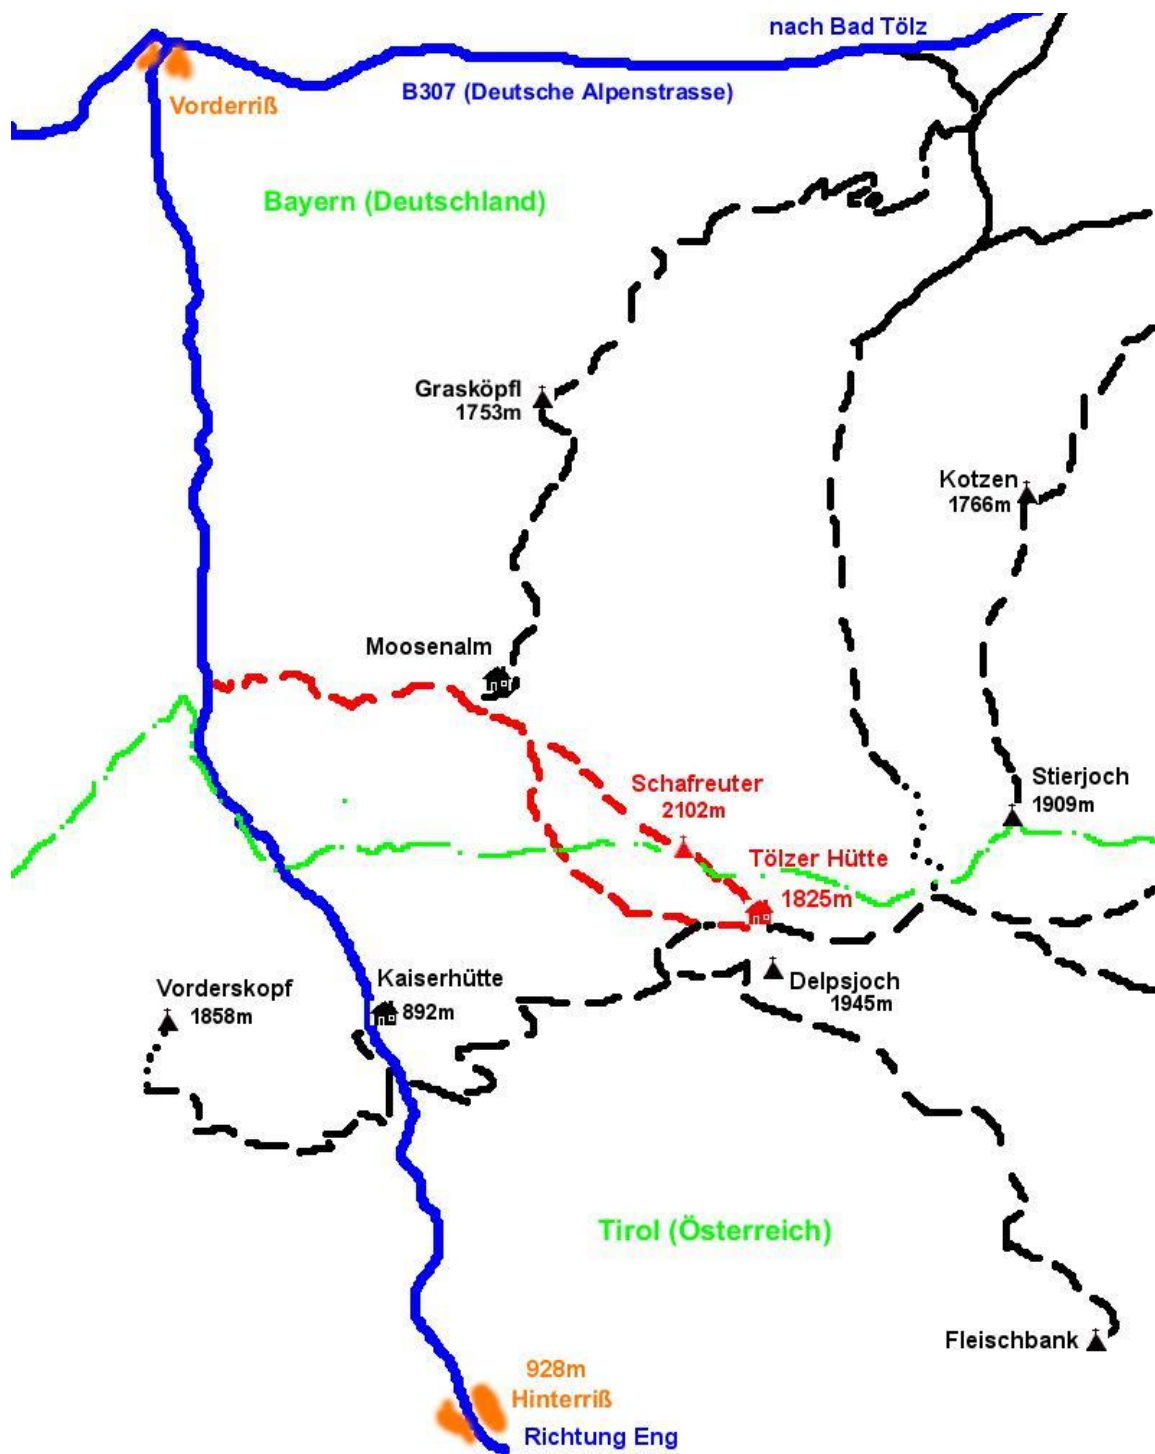 nach Bad Tölz
B307 (Deutsche Alpenstrasse)
Vorderriß
Bayern (Deutschland)
Grasköpfl
1753m
Kotzen
1766m
Moosenalm
Schafreuter
2102m
Stierjoch
1909m
Tölzer Hütte
1825m
Vorderskopf
1858m
Kaiserhütte
892m
Delpsjoch
1945m
Tirol (Österreich)
Fleischbank
928m
Hinterriß
Richtung Eng